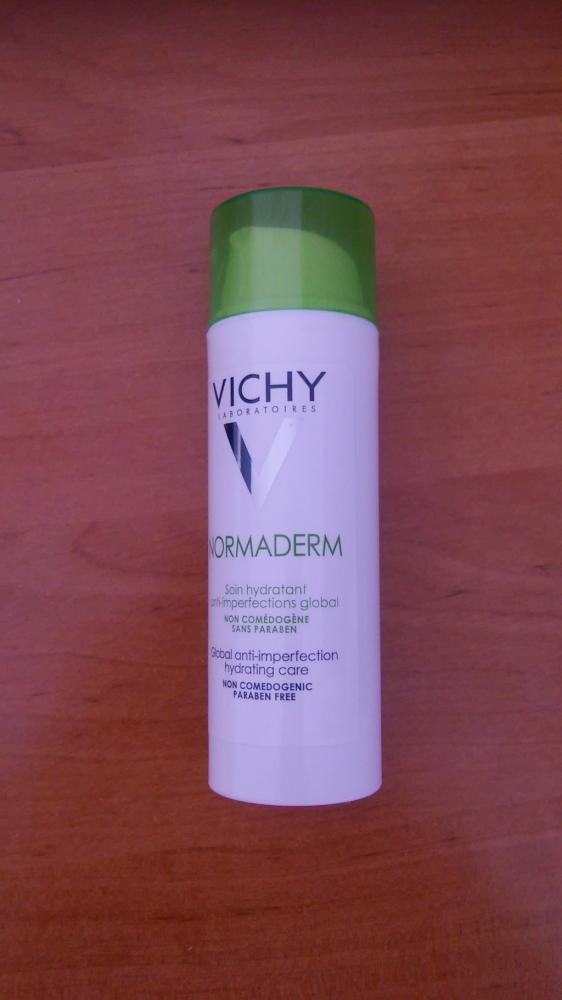 VICHY
LABORATOIRES
NORMADERM
Soin hydratant
anti-imperfections global
NON COMÉDOGÈNE
SANS PARABEN
Global anti-imperfection
hydrating care
NON COMEDOGENIC
PARABEN FREE